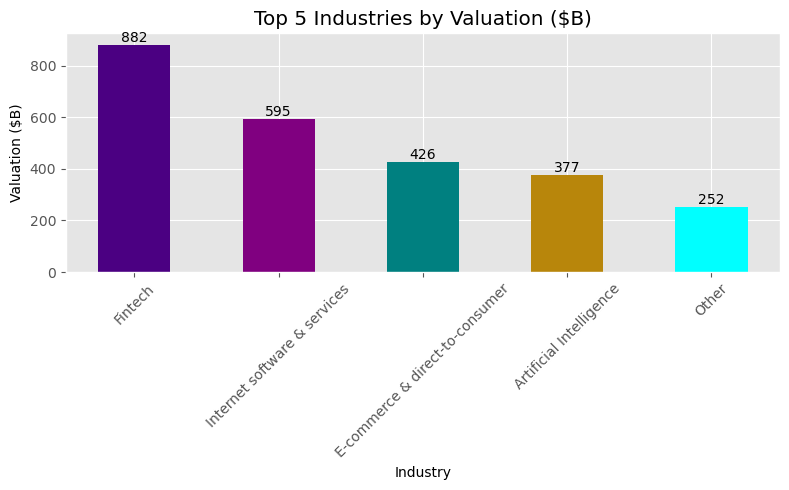 Top 5 Industries by Valuation ($B)
Valuation ($B)
800
600
400
200
0
882
595
426
377
252
Fintech
Internet software & services
E-commerce & direct-to-consumer
Artificial Intelligence
Other
Industry